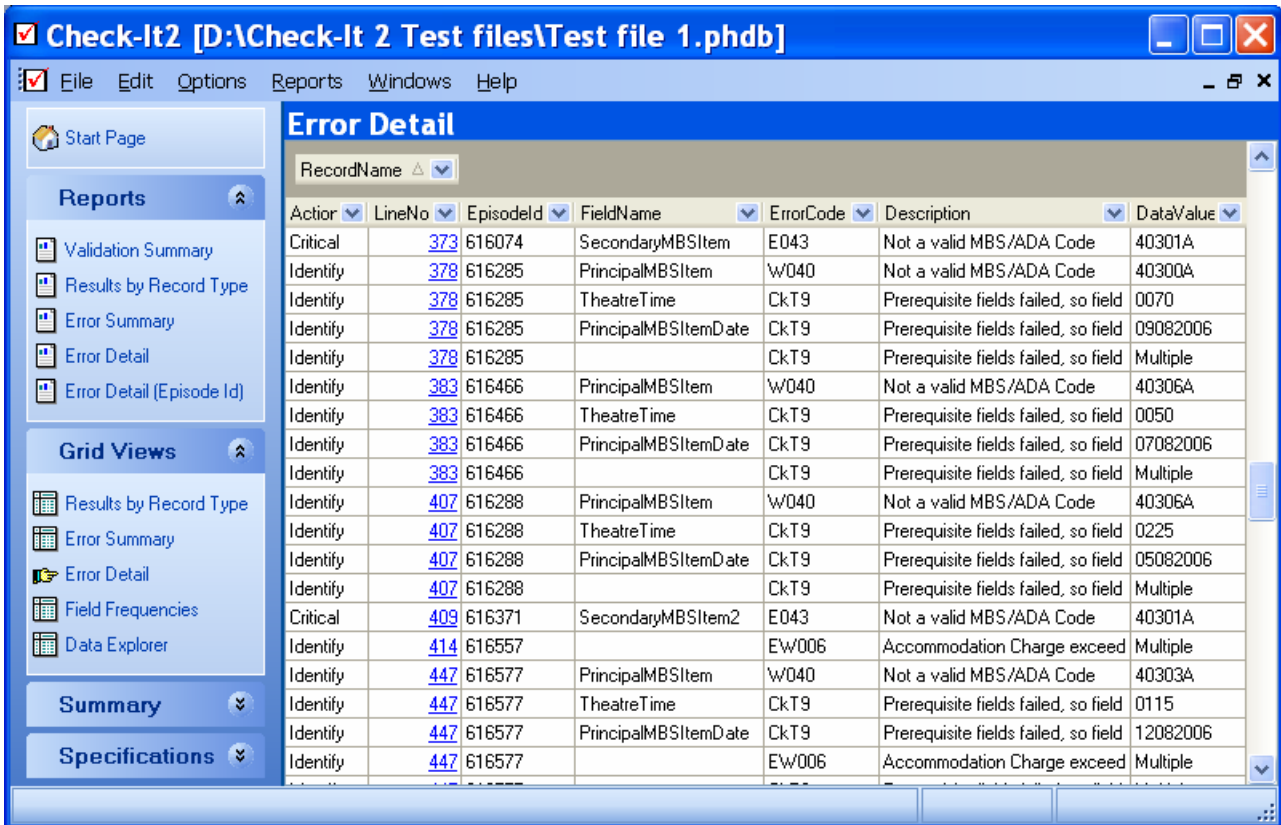 Check-It2 [D:\Check-It 2 Test files\Test file 1.phdb]
File Edit Options Reports Windows Help
Start Page
Reports
Validation Summary
Results by Record Type
Error Summary
Error Detail
Error Detail (Episode Id)
Grid Views
Results by Record Type
Error Summary
Error Detail
Field Frequencies
Data Explorer
Summary
Specifications
Error Detail
RecordName
Action LineNo EpisodeId FieldName ErrorCode Description DataValue
Critical 373 616074 SecondaryMBSItem E043 Not a valid MBS/ADA Code 40301A
Identify 378 616285 PrincipalMBSItem W040 Not a valid MBS/ADA Code 40300A
Identify 378 616285 TheatreTime CkT9 Prerequisite fields failed, so field 0070
Identify 378 616285 PrincipalMBSItemDate CkT9 Prerequisite fields failed, so field 09082006
Identify 378 616285 CkT9 Prerequisite fields failed, so field Multiple
Identify 383 616466 PrincipalMBSItem W040 Not a valid MBS/ADA Code 40306A
Identify 383 616466 TheatreTime CkT9 Prerequisite fields failed, so field 0050
Identify 383 616466 PrincipalMBSItemDate CkT9 Prerequisite fields failed, so field 07082006
Identify 383 616466 CkT9 Prerequisite fields failed, so field Multiple
Identify 407 616288 PrincipalMBSItem W040 Not a valid MBS/ADA Code 40306A
Identify 407 616288 TheatreTime CkT9 Prerequisite fields failed, so field 0225
Identify 407 616288 PrincipalMBSItemDate CkT9 Prerequisite fields failed, so field 05082006
Identify 407 616288 CkT9 Prerequisite fields failed, so field Multiple
Critical 409 616371 SecondaryMBSItem2 E043 Not a valid MBS/ADA Code 40301A
Identify 414 616557 EW006 Accommodation Charge exceed Multiple
Identify 447 616577 PrincipalMBSItem W040 Not a valid MBS/ADA Code 40303A
Identify 447 616577 TheatreTime CkT9 Prerequisite fields failed, so field 0115
Identify 447 616577 PrincipalMBSItemDate CkT9 Prerequisite fields failed, so field 12082006
Identify 447 616577 EW006 Accommodation Charge exceed Multiple